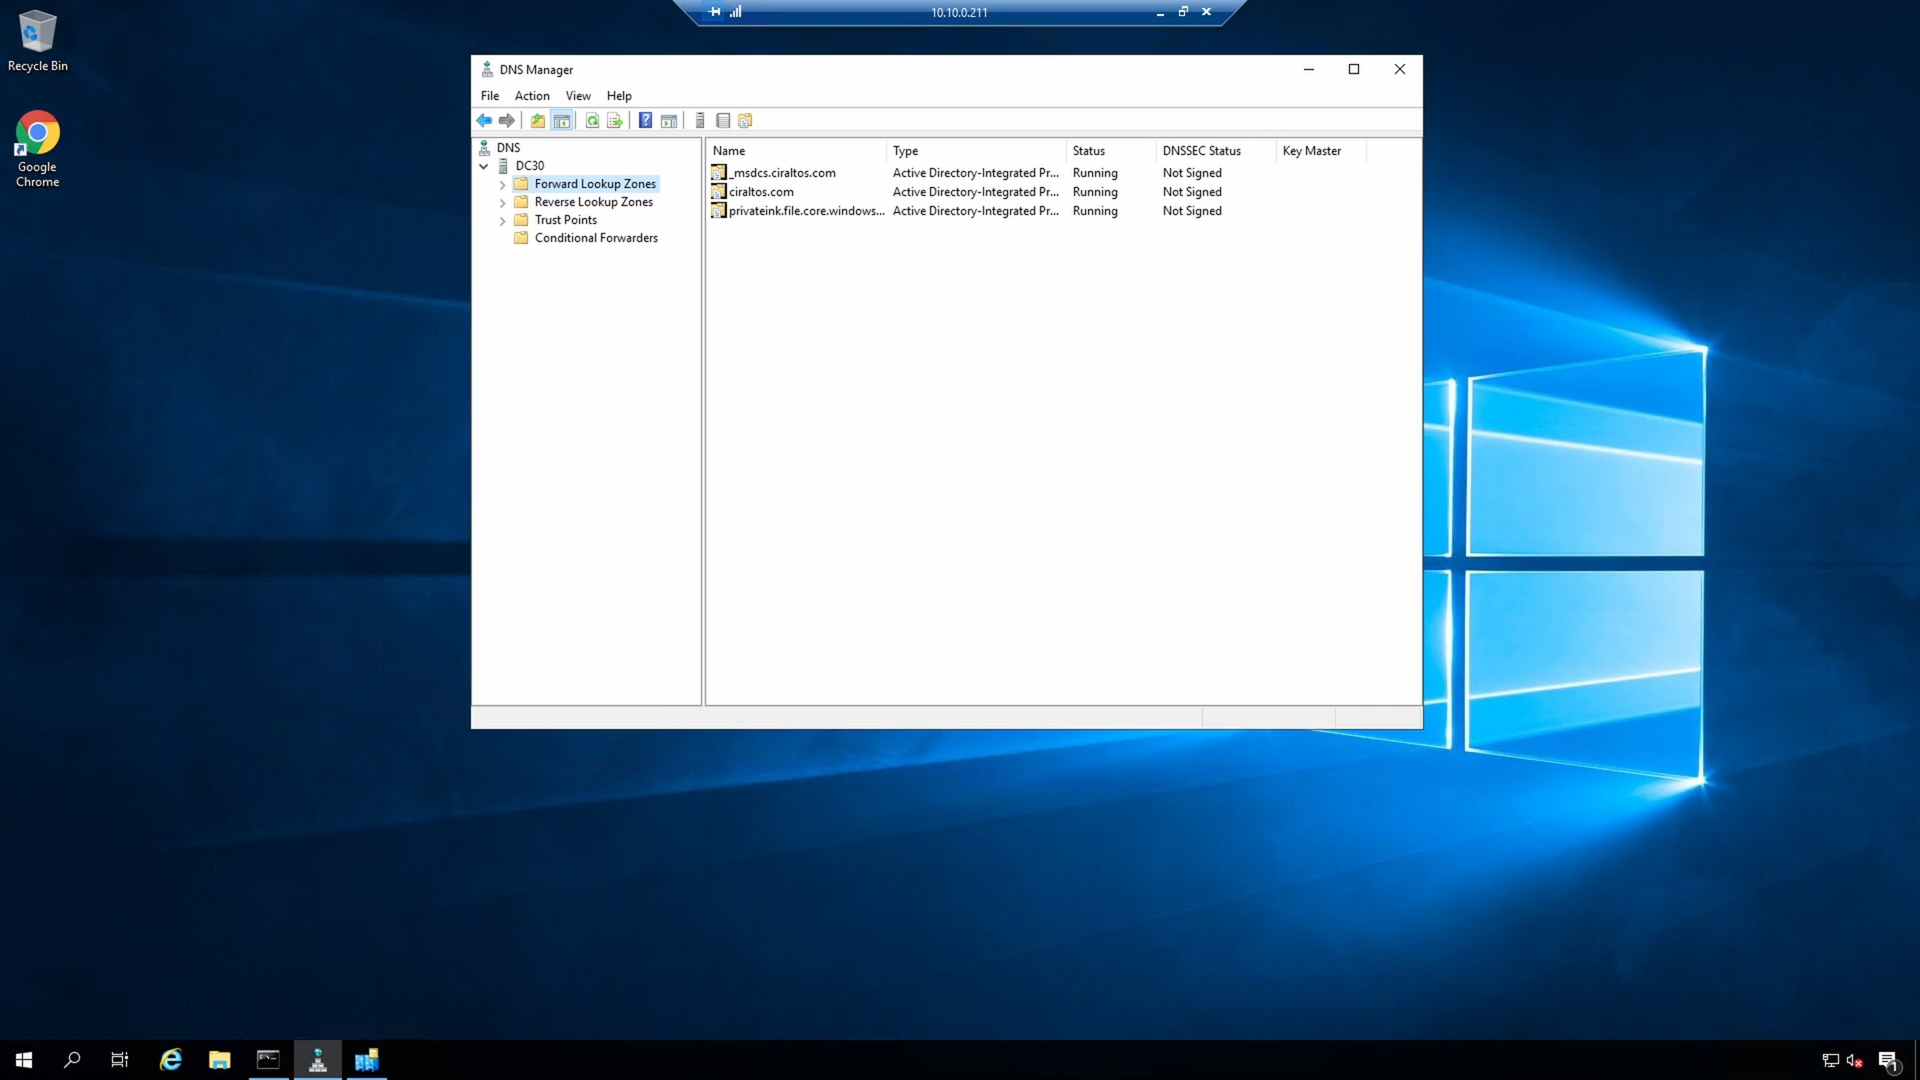 10.10.0.211
Recycle Bin
Google
Chrome
DNS Manager
File Action View Help
DNS
DC30
Forward Lookup Zones
Reverse Lookup Zones
Trust Points
Conditional Forwarders
Name Type Status DNSSEC Status Key Master
_msdcs.ciraltos.com Active Directory-Integrated Pr... Running Not Signed
ciraltos.com Active Directory-Integrated Pr... Running Not Signed
privateink.file.core.windows... Active Directory-Integrated Pr... Running Not Signed
1